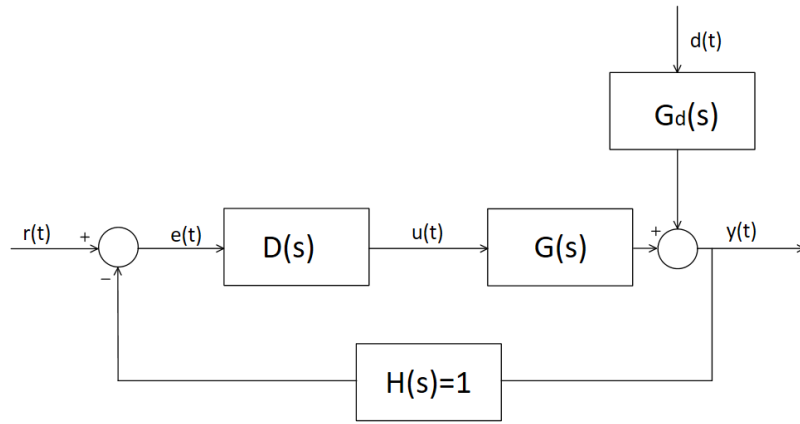 d(t)
Gd(s)
r(t) + e(t) D(s) u(t) G(s) + y(t)
−
H(s)=1